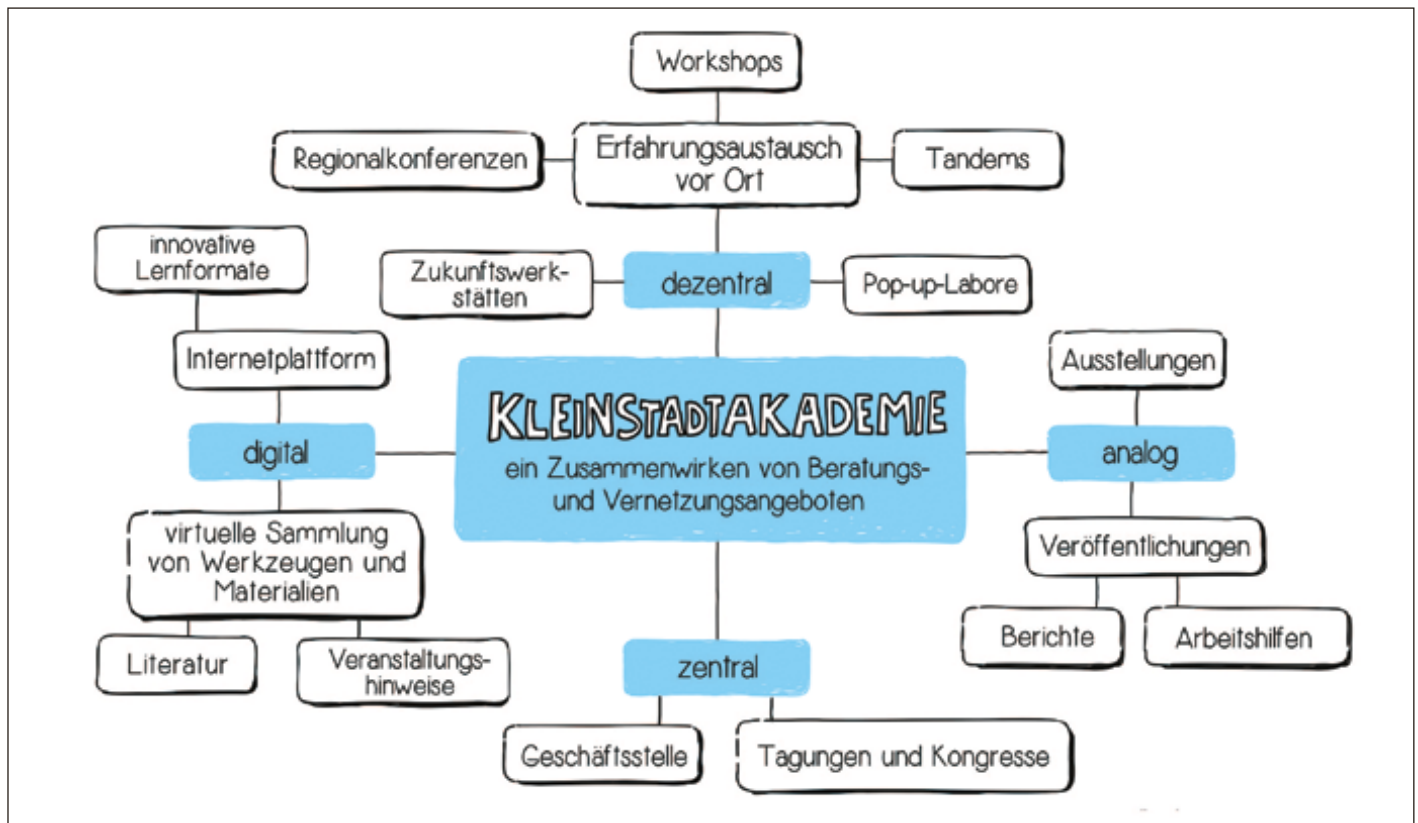 Workshops
Regionalkonferenzen
Erfahrungsaustausch
vor Ort
Tandems
innovative
Lernformate
Zukunftswerk-
stätten
dezentral
Pop-up-Labore
Internetplattform
Ausstellungen
KLEINSTADTAKADEMIE
ein Zusammenwirken von Beratungs-
und Vernetzungsangeboten
digital
analog
virtuelle Sammlung
von Werkzeugen und
Materialien
Veröffentlichungen
Literatur
Veranstaltungs-
hinweise
zentral
Berichte
Arbeitshilfen
Geschäftsstelle
Tagungen und Kongresse